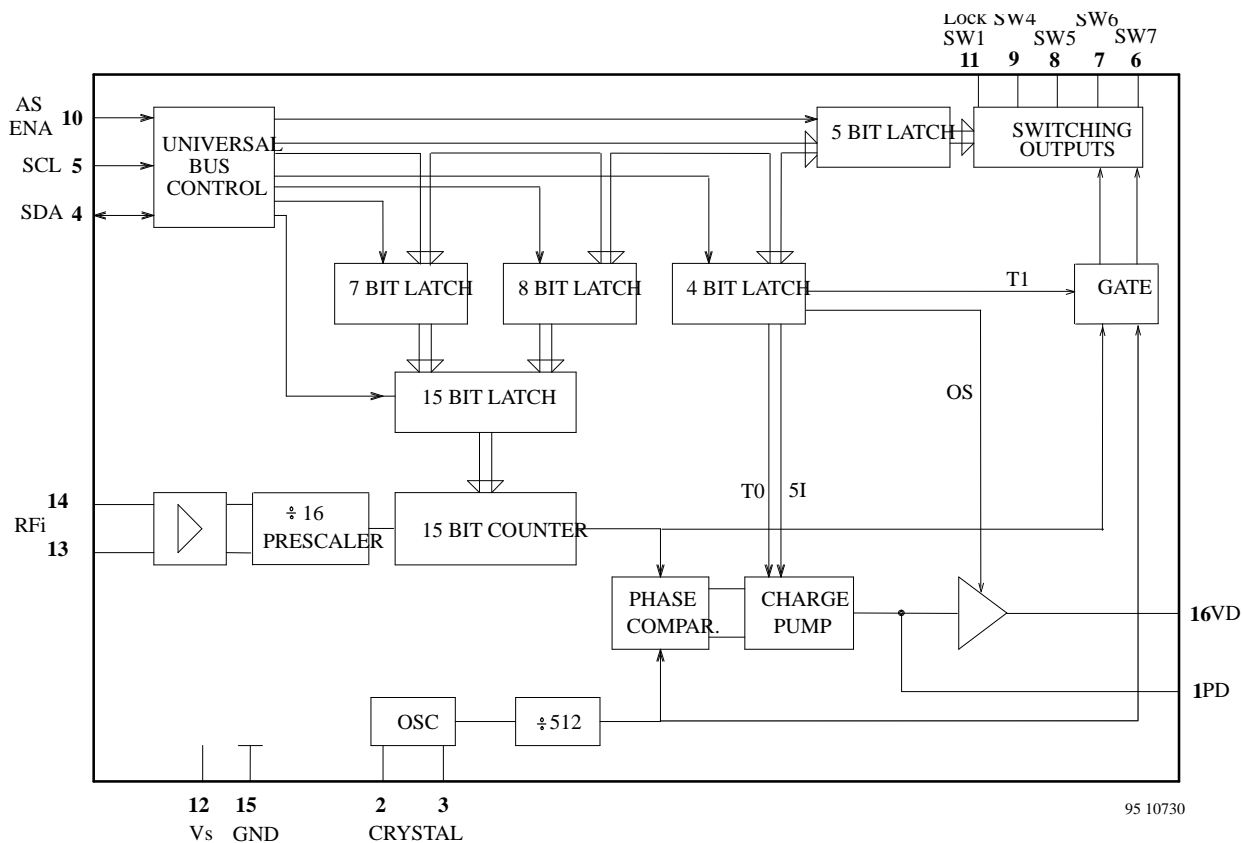 Lock SW4 SW6
SW1 SW5 SW7
11 9 8 7 6
AS
ENA 10
SCL 5
SDA 4
UNIVERSAL
BUS
CONTROL
5 BIT LATCH
SWITCHING
OUTPUTS
7 BIT LATCH
8 BIT LATCH
4 BIT LATCH
T1
GATE
15 BIT LATCH
OS
14
RFi
13
÷ 16
PRESCALER
15 BIT COUNTER
T0
5I
PHASE
COMPAR.
CHARGE
PUMP
16VD
1PD
OSC
÷512
12
Vs
15
GND
2 3
CRYSTAL
95 10730